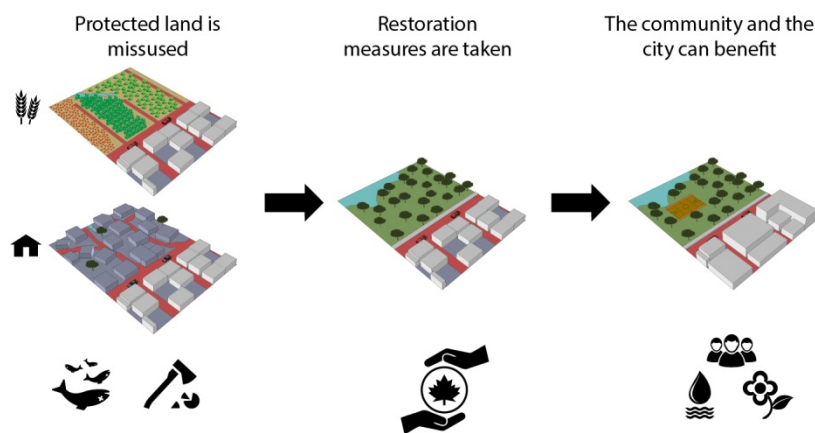 Protected land is
missused
Restoration
measures are taken
The community and the
city can benefit